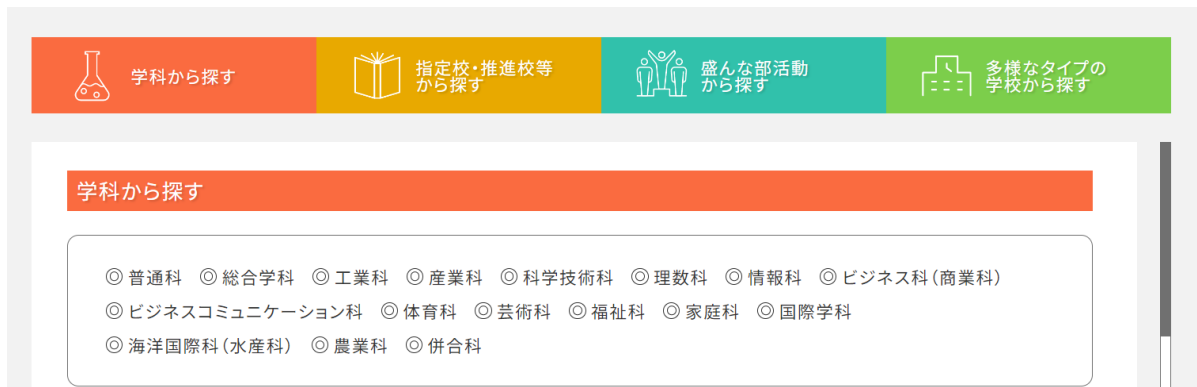 学科から探す
指定校・推進校等
から探す
盛んな部活動
から探す
多様なタイプの
学校から探す
学科から探す
◎ 普通科 ◎ 総合学科 ◎ 工業科 ◎ 産業科 ◎ 科学技術科 ◎ 理数科 ◎ 情報科 ◎ ビジネス科（商業科）
◎ ビジネスコミュニケーション科 ◎ 体育科 ◎ 芸術科 ◎ 福祉科 ◎ 家庭科 ◎ 国際学科
◎ 海洋国際科（水産科） ◎ 農業科 ◎ 併合科